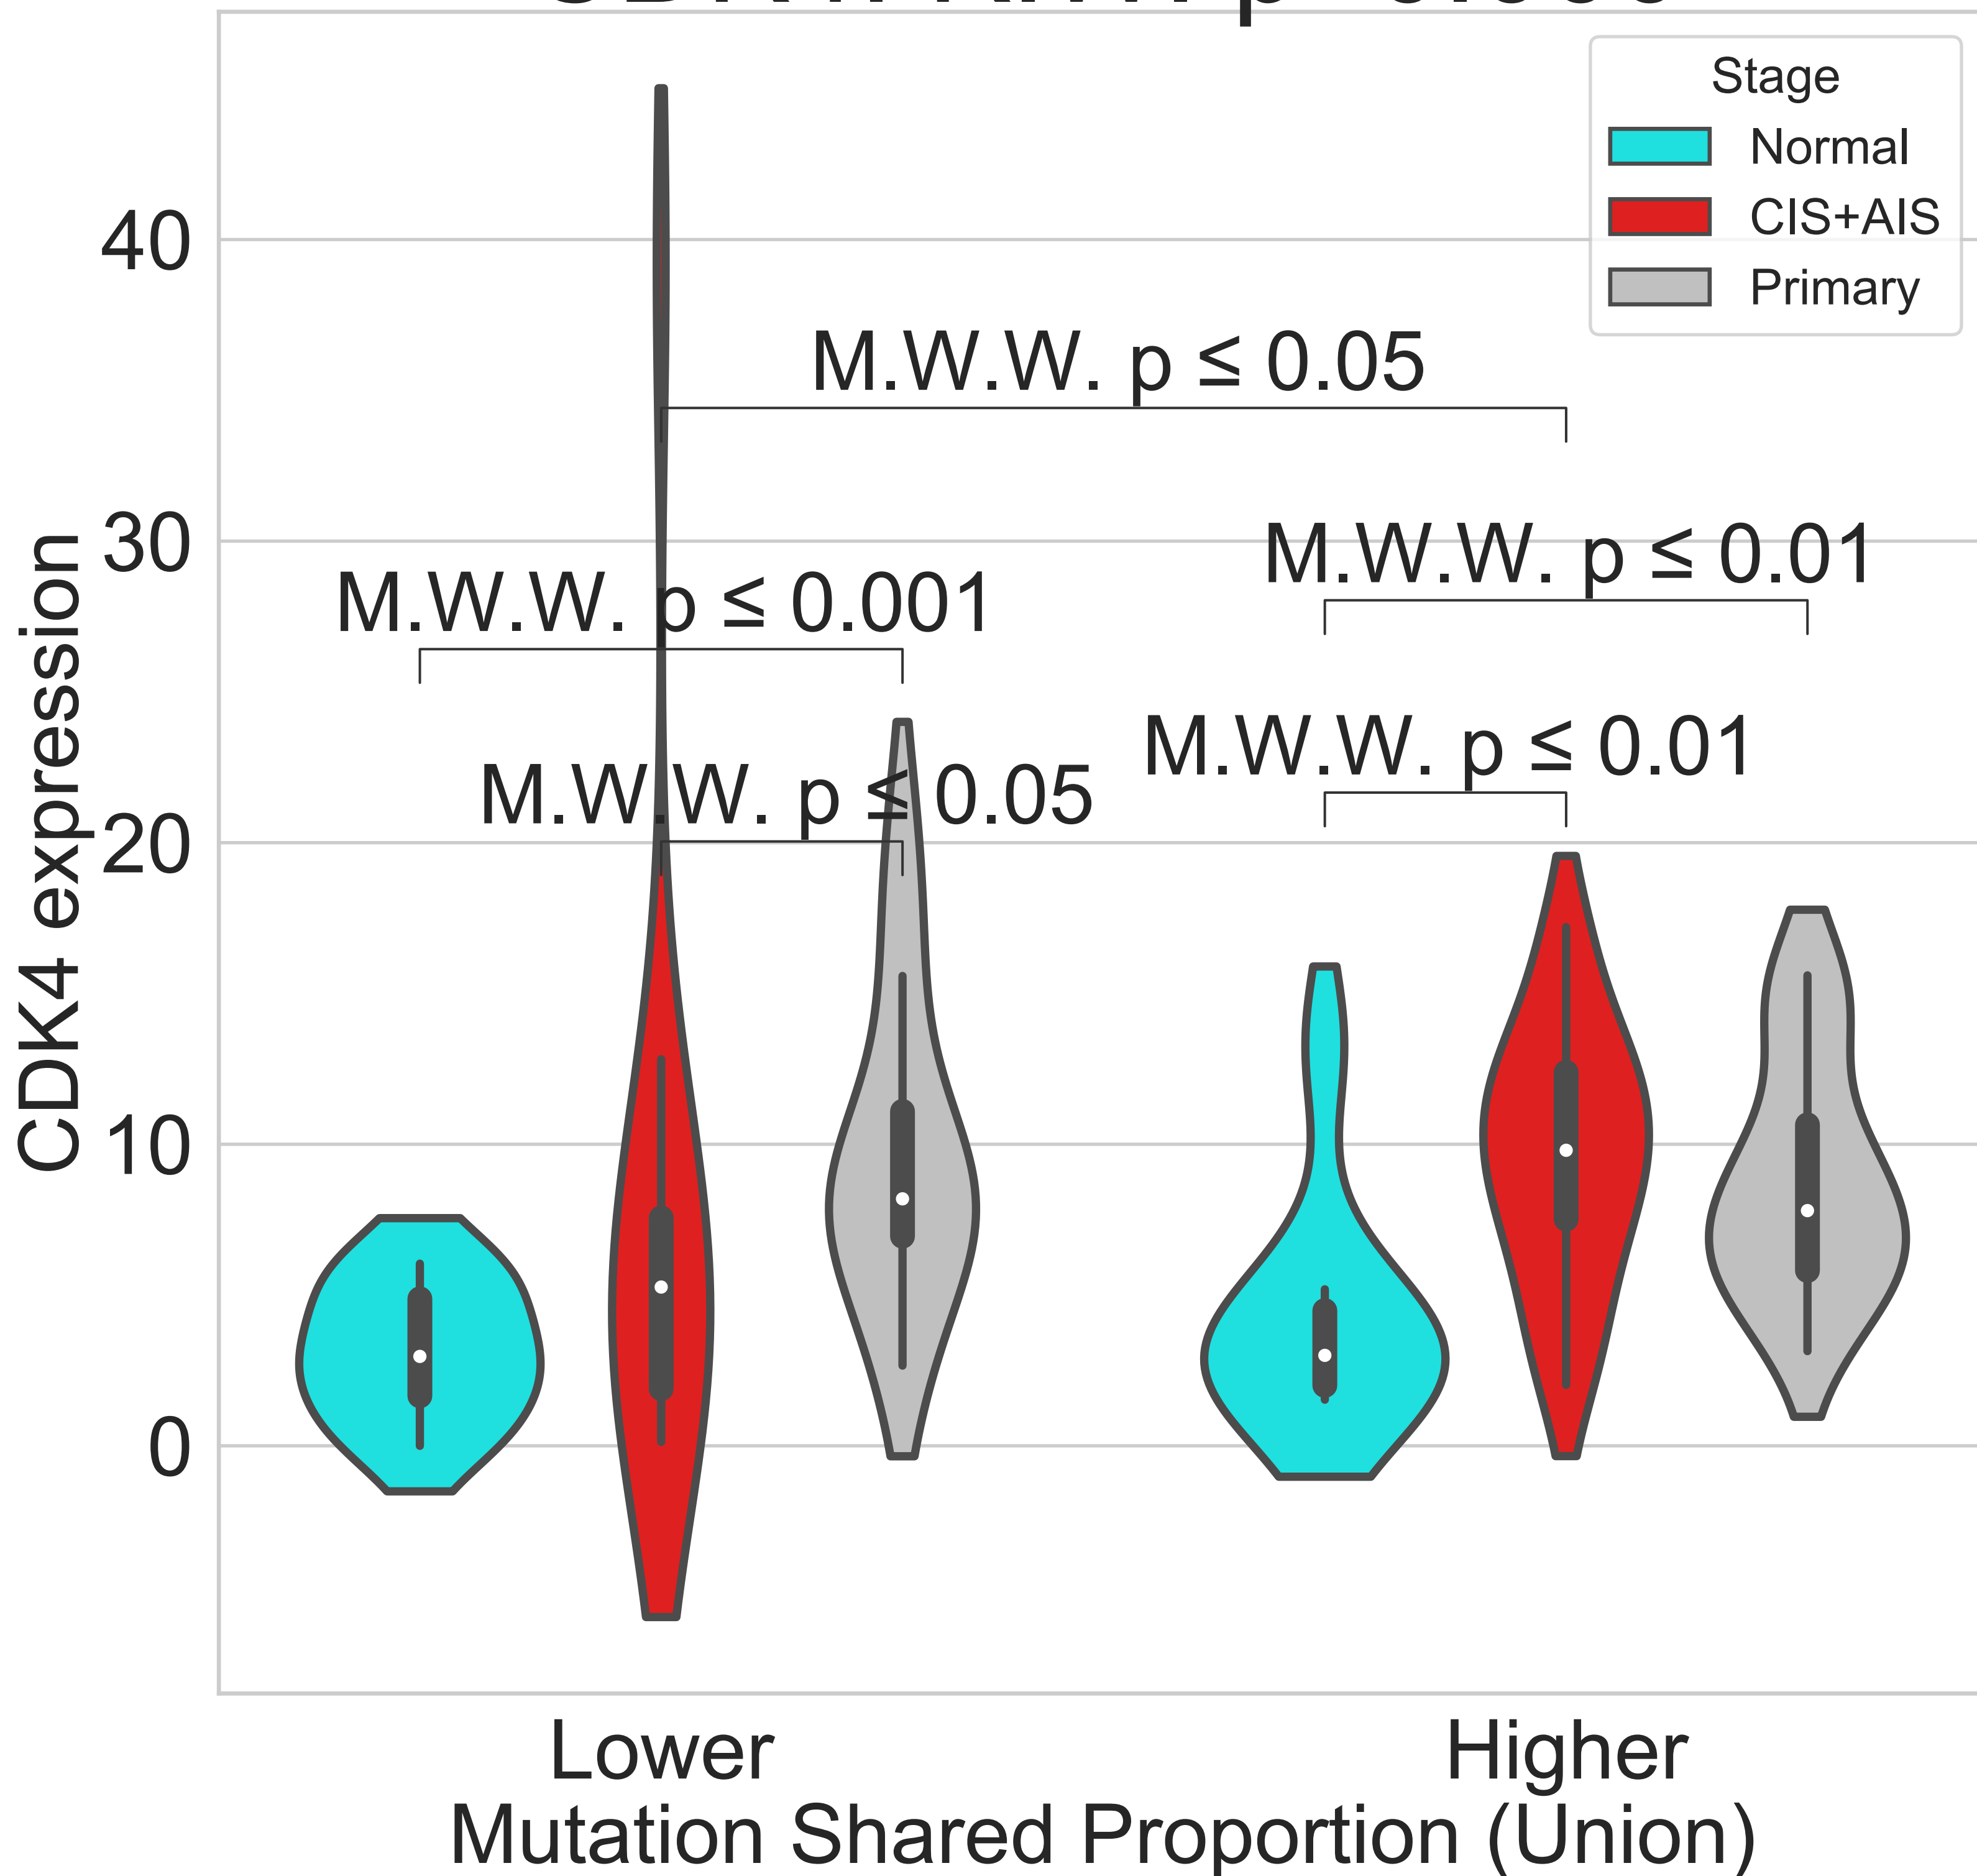 Stage
Normal
CIS+AIS
Primary
40
30
20
10
0
CDK4 expression
M.W.W. p ≤ 0.05
M.W.W. p ≤ 0.01
M.W.W. p ≤ 0.001
M.W.W. p ≤ 0.01
M.W.W. p ≤ 0.05
Lower
Higher
Mutation Shared Proportion (Union)